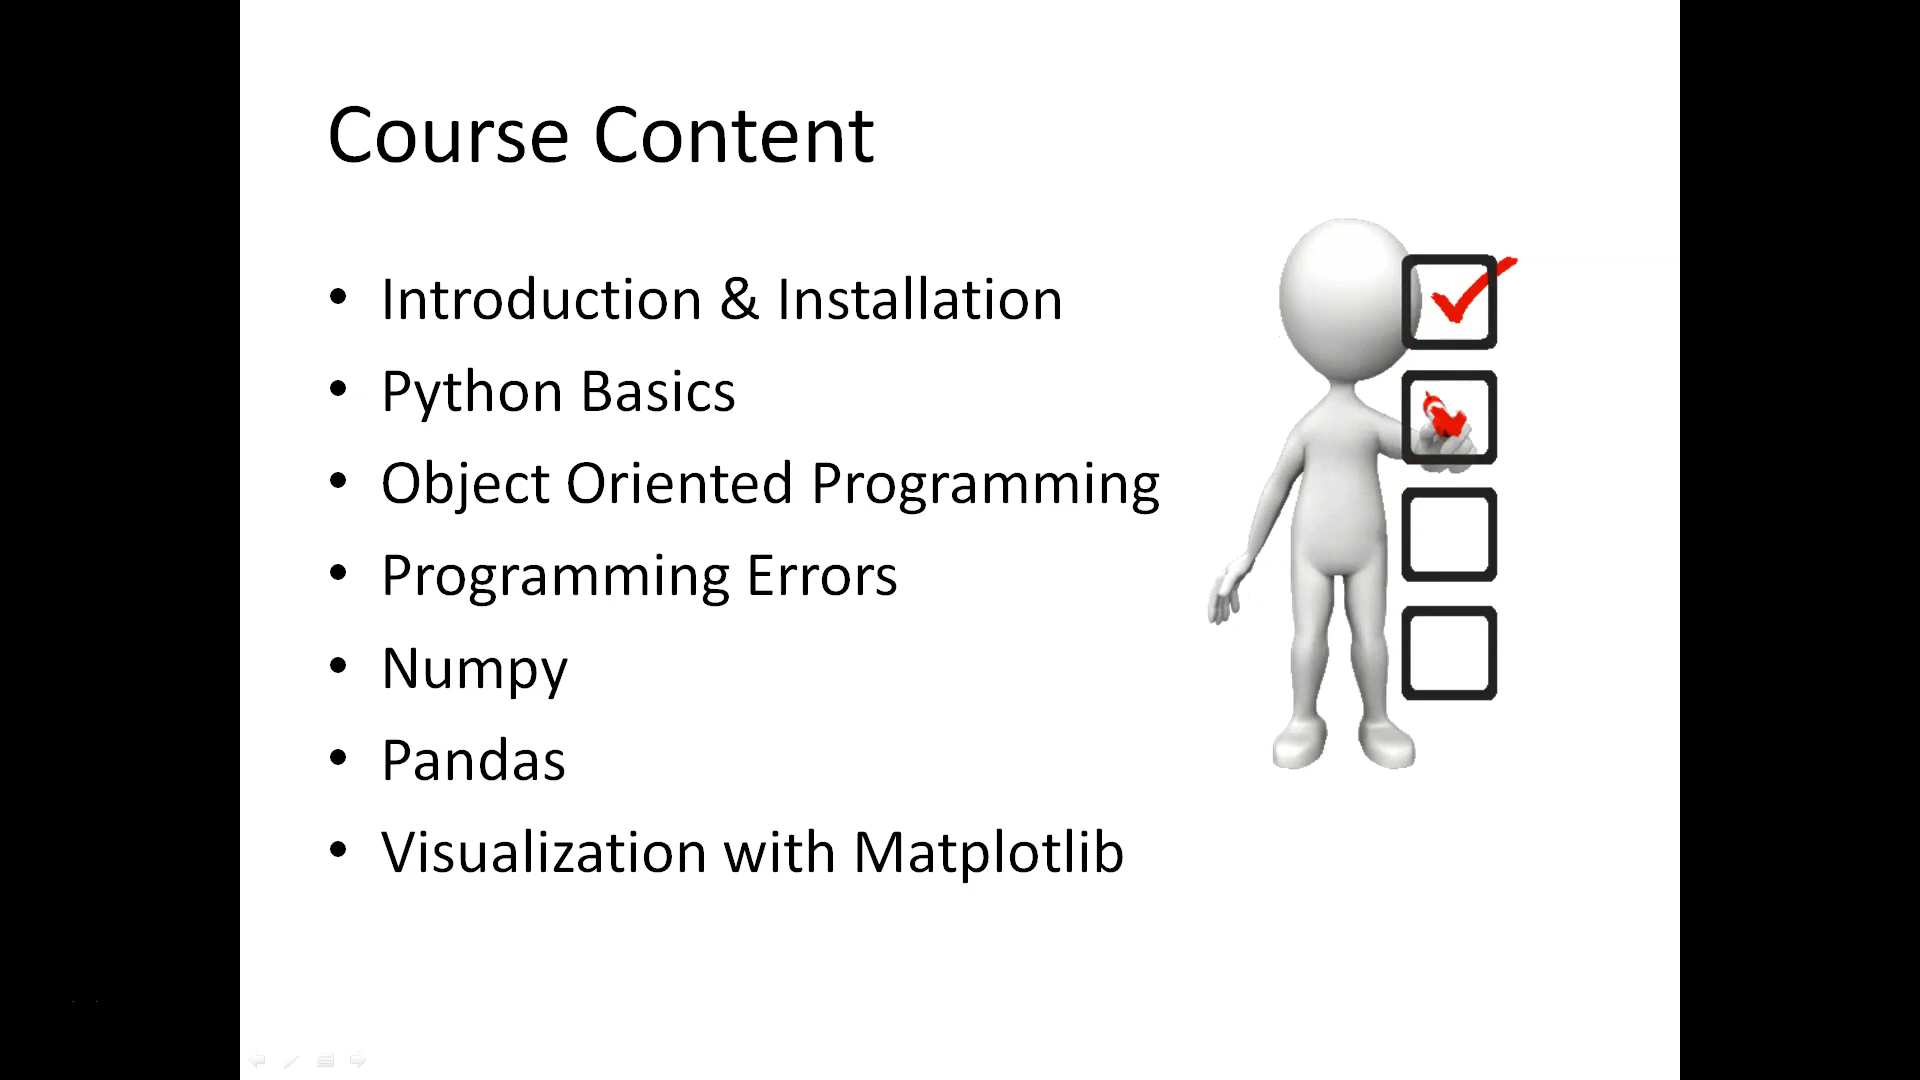 Course Content
• Introduction & Installation
• Python Basics
• Object Oriented Programming
• Programming Errors
• Numpy
• Pandas
• Visualization with Matplotlib